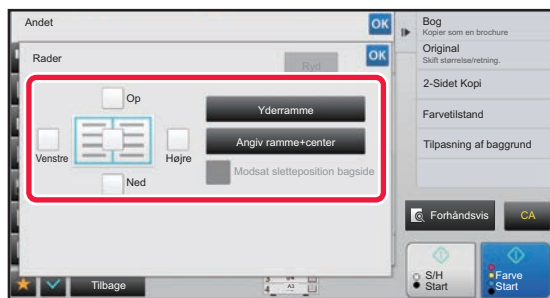 Andet
OK
Rader
Ryd
OK
Op
Venstre
Højre
Ned
Yderramme
Angiv ramme+center
Modsat sletteposition bagside
Tilbage
A3
4
Bog
Kopier som en brochure
Original
Skift størrelse/retning.
2-Sidet Kopi
Farvetilstand
Tilpasning af baggrund
Forhåndsvis
CA
S/H
Start
Farve
Start